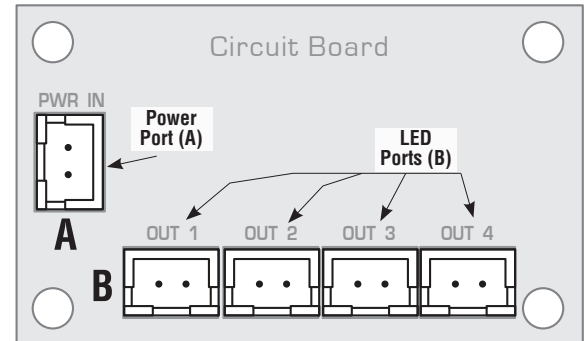 Circuit Board
PWR IN
Power
Port (A)
LED
Ports (B)
A
OUT 1
OUT 2
OUT 3
OUT 4
B